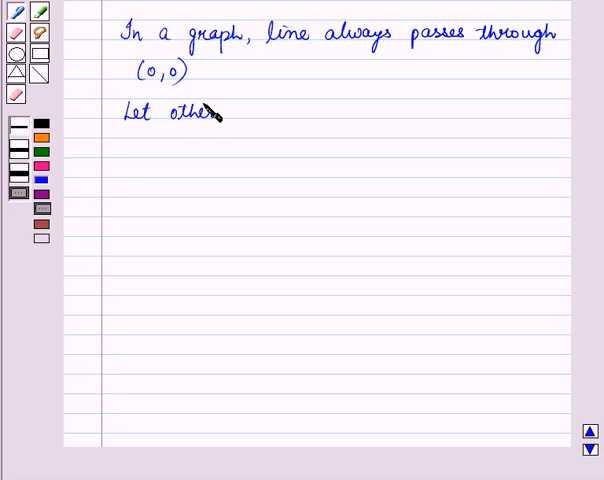 In a graph, line always passes through
(0,0)
Let other